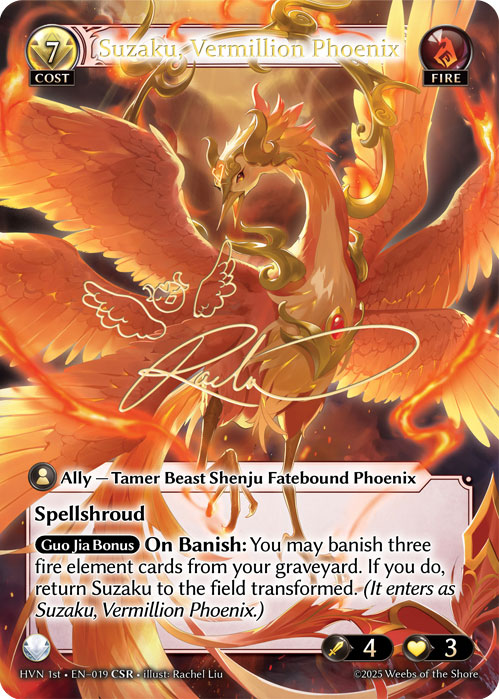 7
COST
Suzaku, Vermillion Phoenix
FIRE
Ally — Tamer Beast Shenju Fatebound Phoenix
Spellshroud
Guo Jia Bonus On Banish: You may banish three
fire element cards from your graveyard. If you do,
return Suzaku to the field transformed. (It enters as
Suzaku, Vermillion Phoenix.)
4
3
HVN 1st • EN-019 CSR • illust: Rachel Liu
©2025 Weebs of the Shore